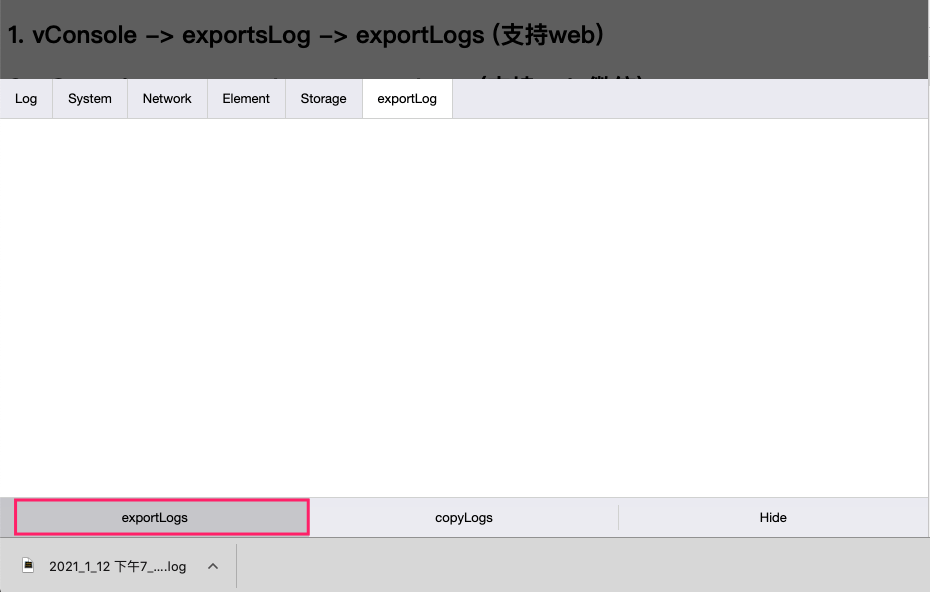 1. vConsole -> exportsLog -> exportLogs (支持web)
Log System Network Element Storage exportLog
exportLogs copyLogs Hide
2021_1_12 下午7_....log